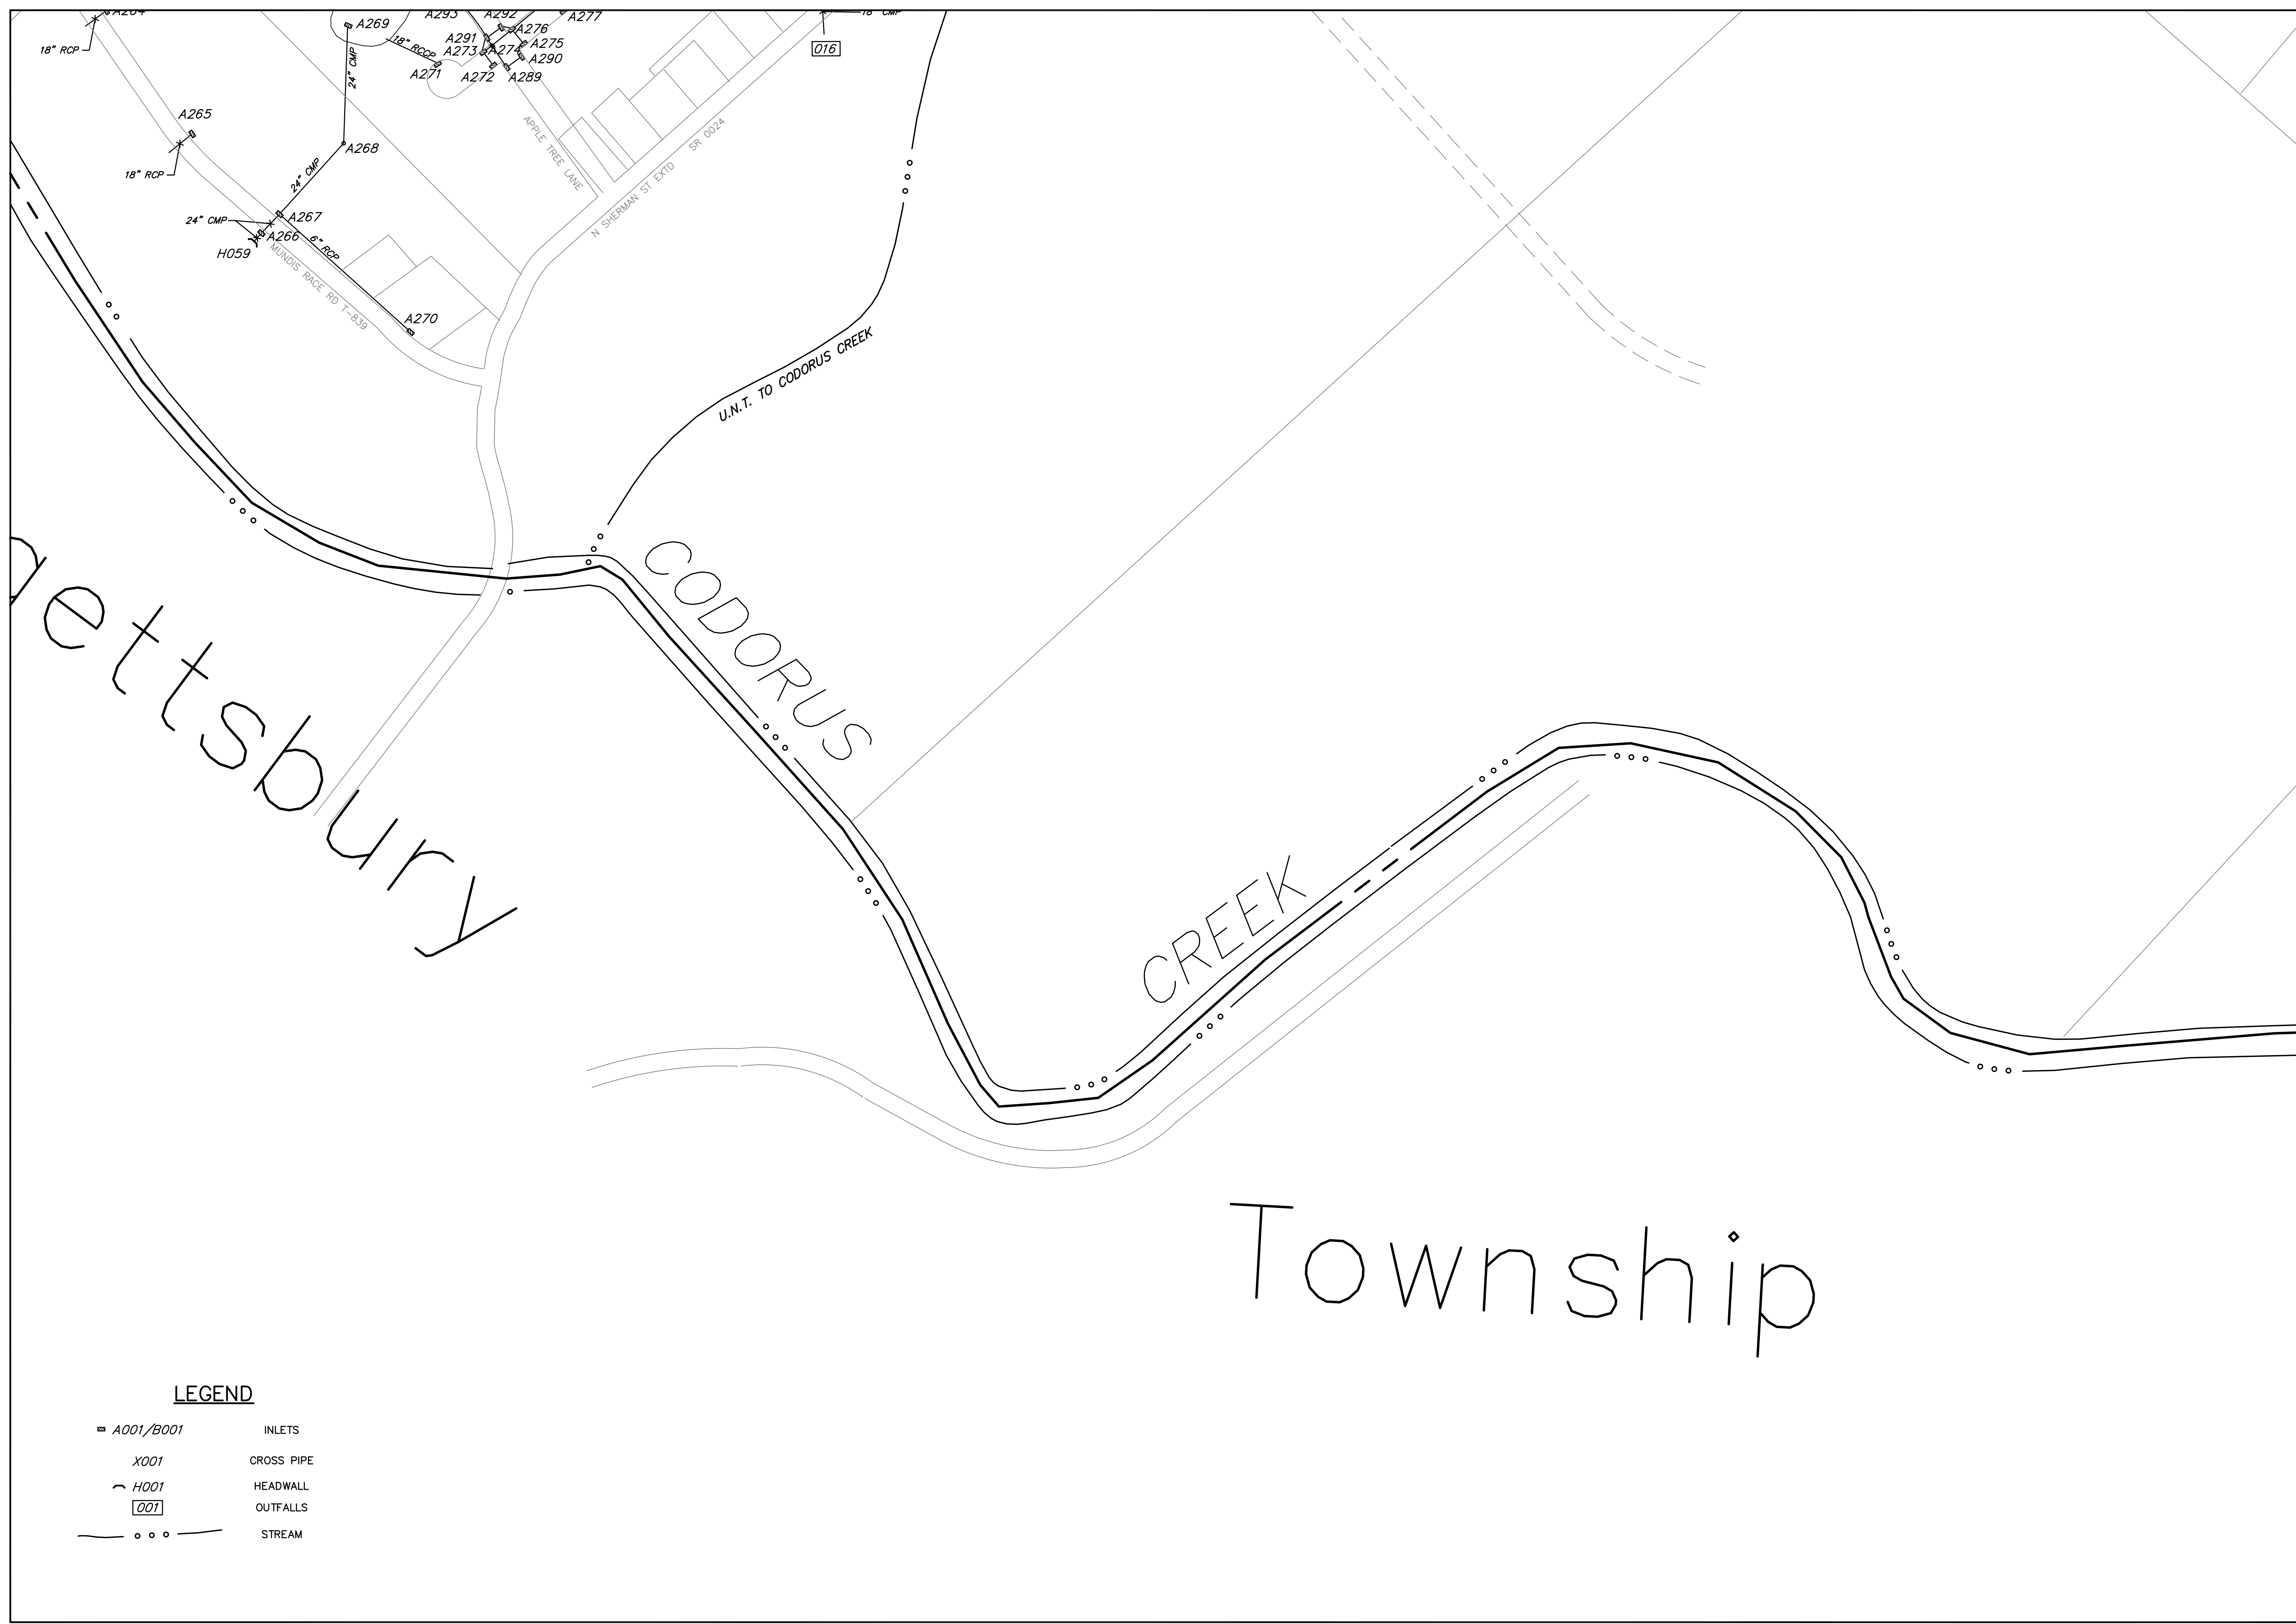 A269
18" RCP
24" CMP
18" RCCP
A271
A291
A292
A293
A273
A274
A276
A277
A275
A290
A272
A289
18" CMP
016
A265
18" RCP
A268
24" CMP
24" CMP
A267
A266
H059
6" RCP
MUNDIS RACE RD T-839
A270
APPLE TREE LANE
N SHERMAN ST EXTD SR 0024
U.N.T. TO CODORUS CREEK
CODORUS
CREEK
ettsbury
Township
LEGEND
A001/B001 INLETS
X001 CROSS PIPE
H001 HEADWALL
001 OUTFALLS
STREAM